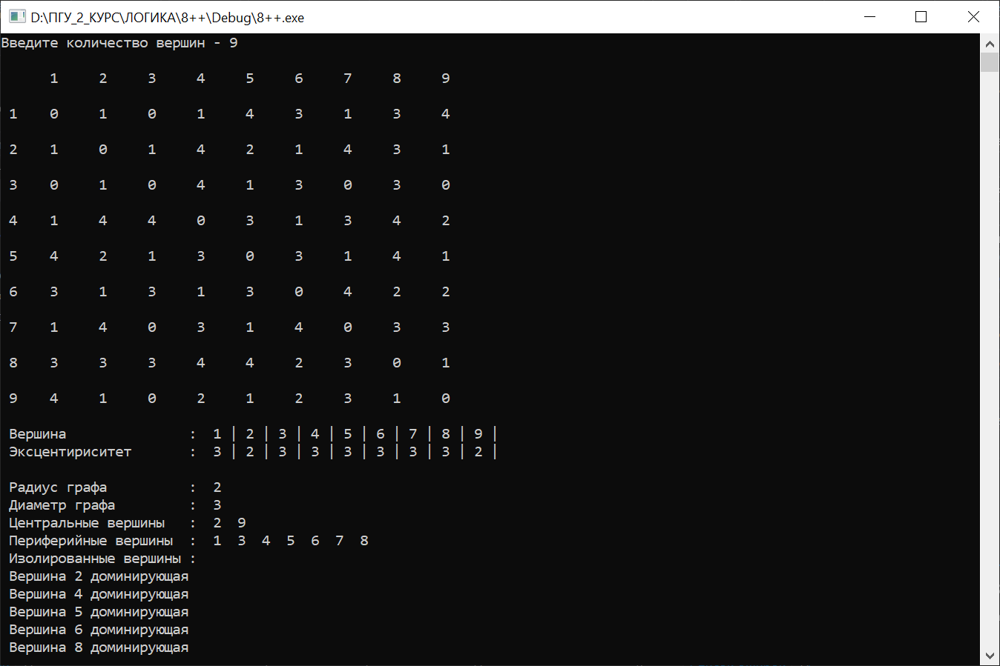 D:\ПГУ_2_КУРС\ЛОГИКА\8++\Debug\8++.exe
Введите количество вершин - 9
1 2 3 4 5 6 7 8 9
1 0 1 0 1 4 3 1 3 4
2 1 0 1 4 2 1 4 3 1
3 0 1 0 4 1 3 0 3 0
4 1 4 4 0 3 1 3 4 2
5 4 2 1 3 0 3 1 4 1
6 3 1 3 1 3 0 4 2 2
7 1 4 0 3 1 4 0 3 3
8 3 3 3 4 4 2 3 0 1
9 4 1 0 2 1 2 3 1 0
Вершина : 1 | 2 | 3 | 4 | 5 | 6 | 7 | 8 | 9 |
Эксцентириситет : 3 | 2 | 3 | 3 | 3 | 3 | 3 | 3 | 2 |
Радиус графа : 2
Диаметр графа : 3
Центральные вершины : 2 9
Периферийные вершины : 1 3 4 5 6 7 8
Изолированные вершины :
Вершина 2 доминирующая
Вершина 4 доминирующая
Вершина 5 доминирующая
Вершина 6 доминирующая
Вершина 8 доминирующая